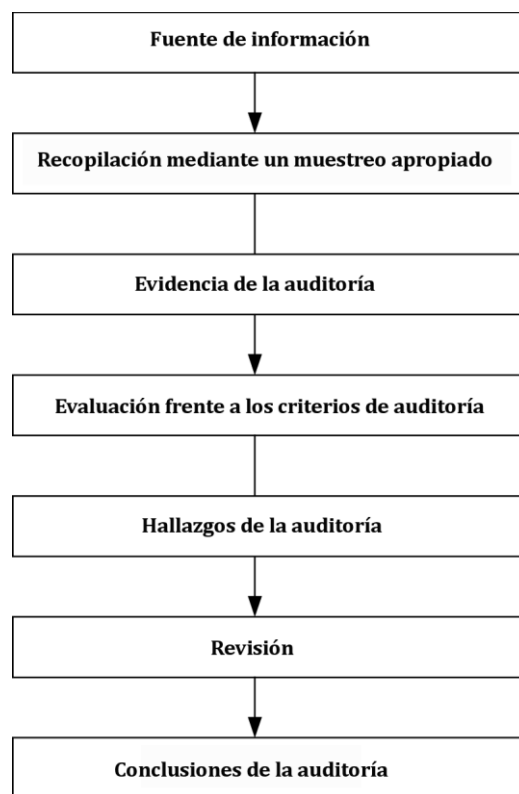 Fuente de información
Recopilación mediante un muestreo apropiado
Evidencia de la auditoría
Evaluación frente a los criterios de auditoría
Hallazgos de la auditoría
Revisión
Conclusiones de la auditoría